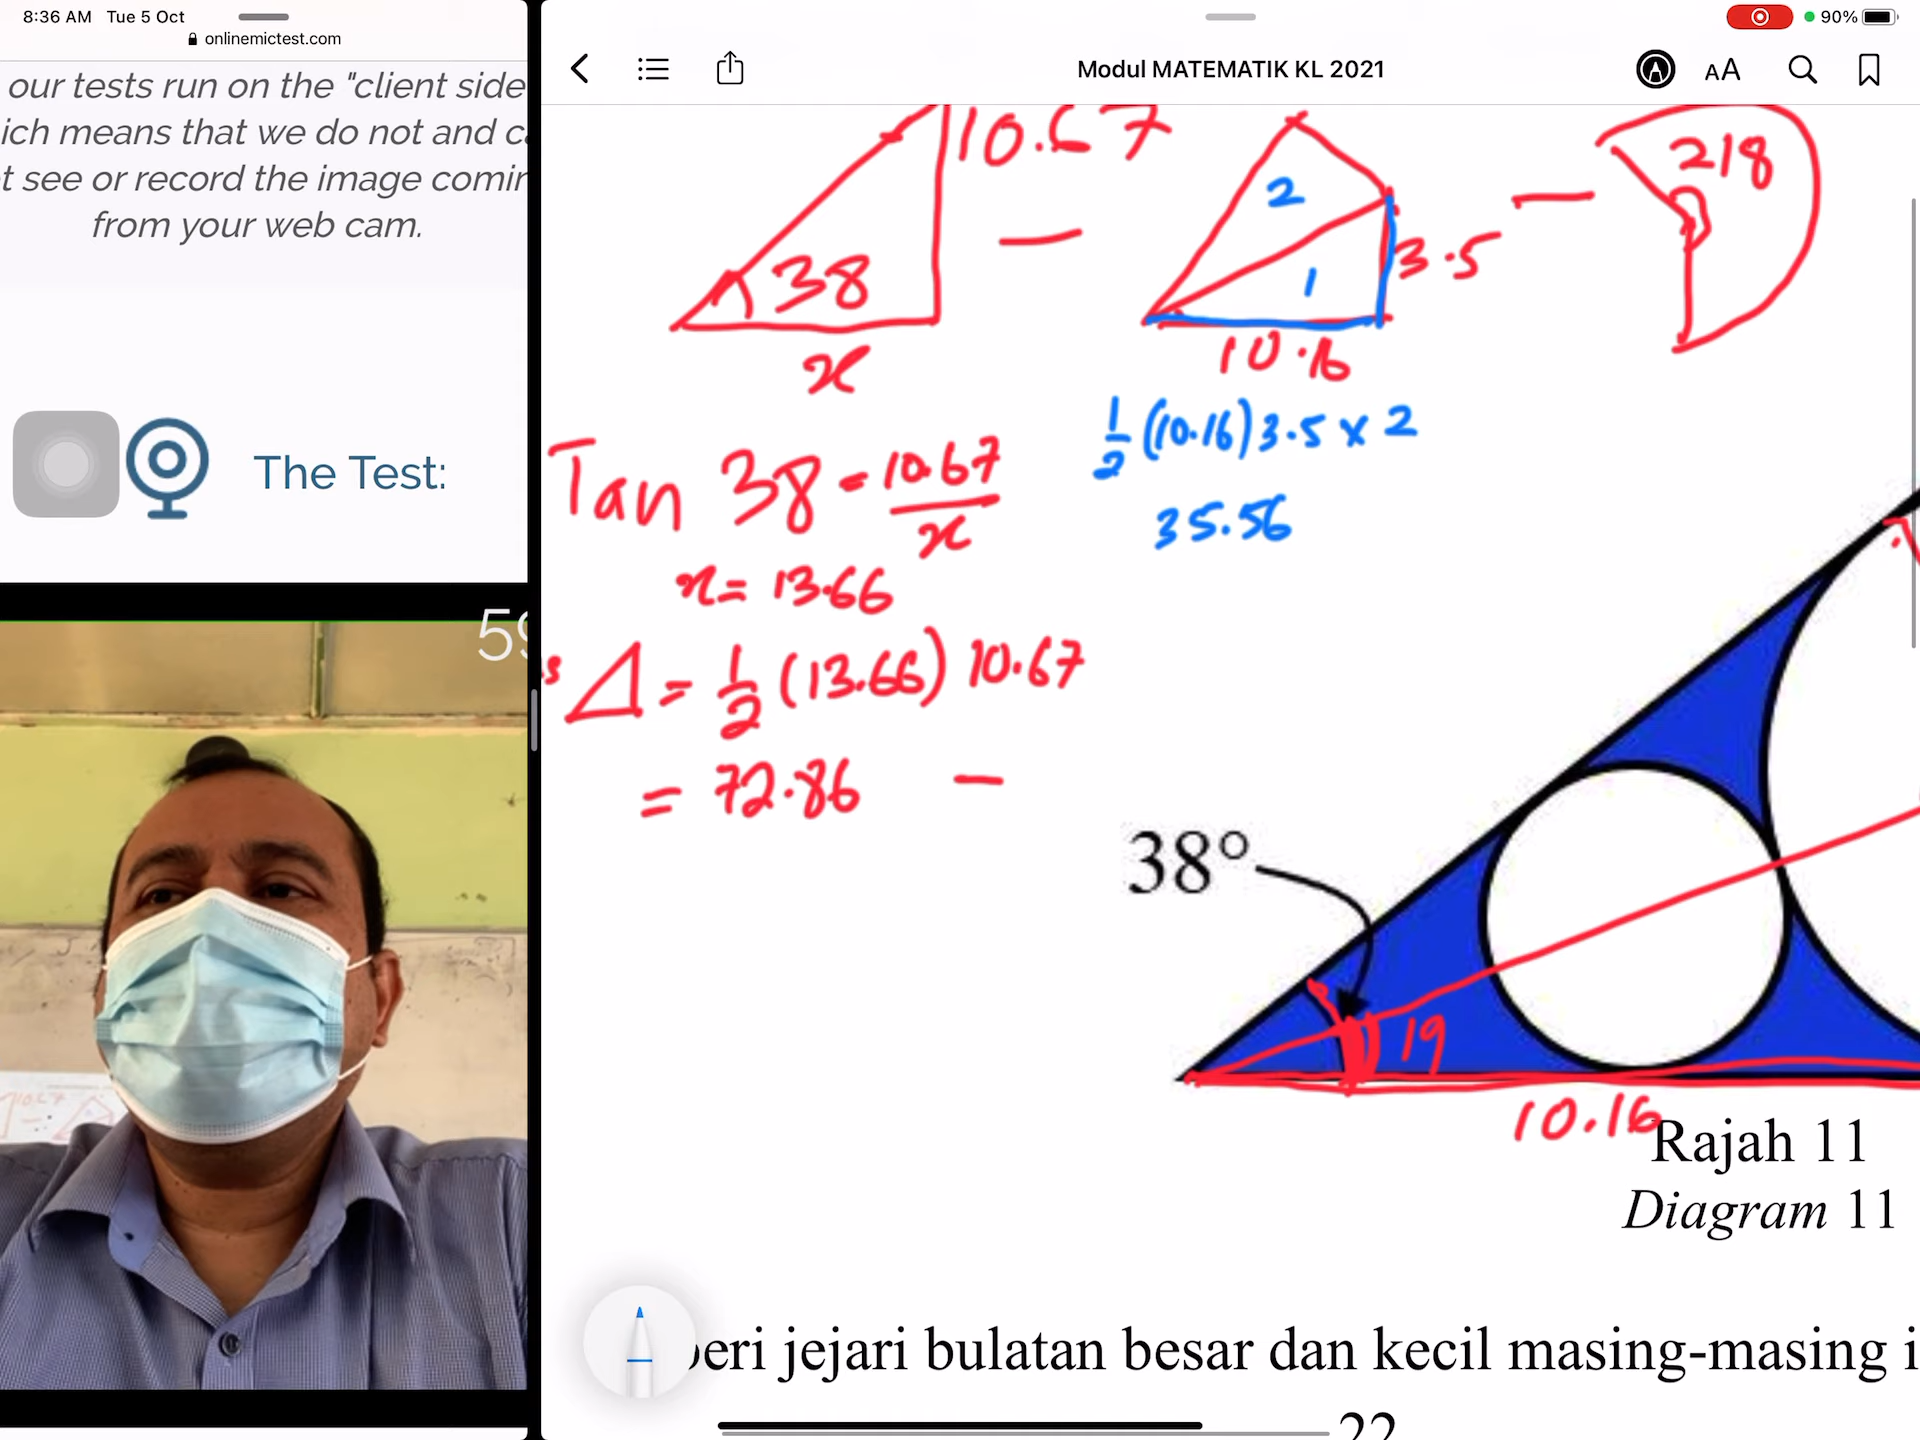 8:36 AM Tue 5 Oct
onlinemictest.com
our tests run on the "client side
ich means that we do not and c
t see or record the image comin
from your web cam.
The Test:
59
90%
Modul MATEMATIK KL 2021
AA
10.67
38
x
2
1
3.5
10.16
218
Tan 38 = 10.67/x
x = 13.66
1/2 (10.16) 3.5 x 2
35.56
= 1/2 (13.66) 10.67
= 72.86 —
38°
19
10.16
Rajah 11
Diagram 11
eri jejari bulatan besar dan kecil masing-masing i
22